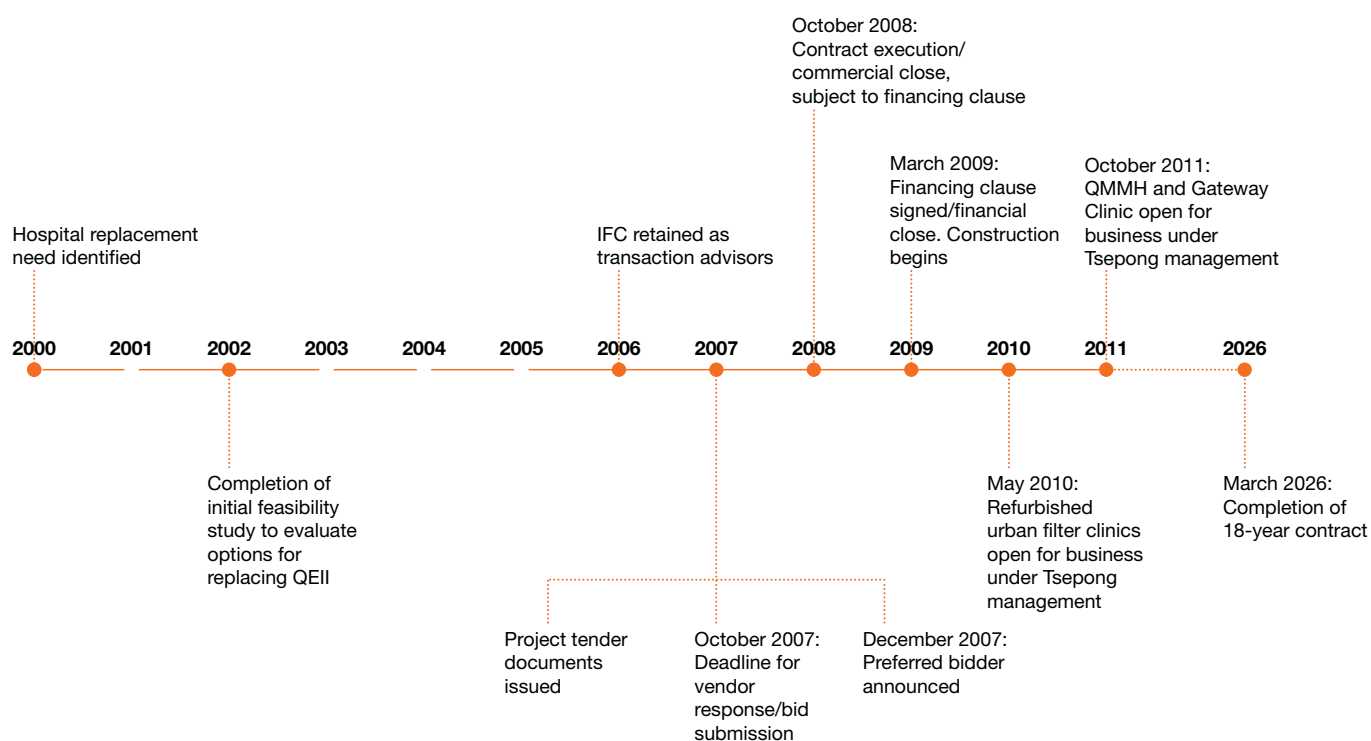 October 2008:
Contract execution/
commercial close,
subject to financing clause
March 2009:
Financing clause
signed/financial
close. Construction
begins
October 2011:
QMMH and Gateway
Clinic open for
business under
Tsepong management
Hospital replacement
need identified
IFC retained as
transaction advisors
2000 2001 2002 2003 2004 2005 2006 2007 2008 2009 2010 2011 2026
Completion of
initial feasibility
study to evaluate
options for
replacing QEII
May 2010:
Refurbished
urban filter clinics
open for business
under Tsepong
management
March 2026:
Completion of
18-year contract
Project tender
documents
issued
October 2007:
Deadline for
vendor
response/bid
submission
December 2007:
Preferred bidder
announced